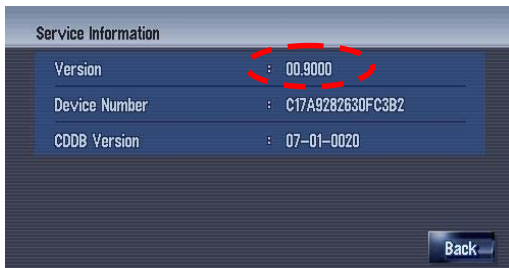 Service Information
Version : 00.9000
Device Number : C17A9282630FC3B2
CDDB Version : 07-01-0020
Back